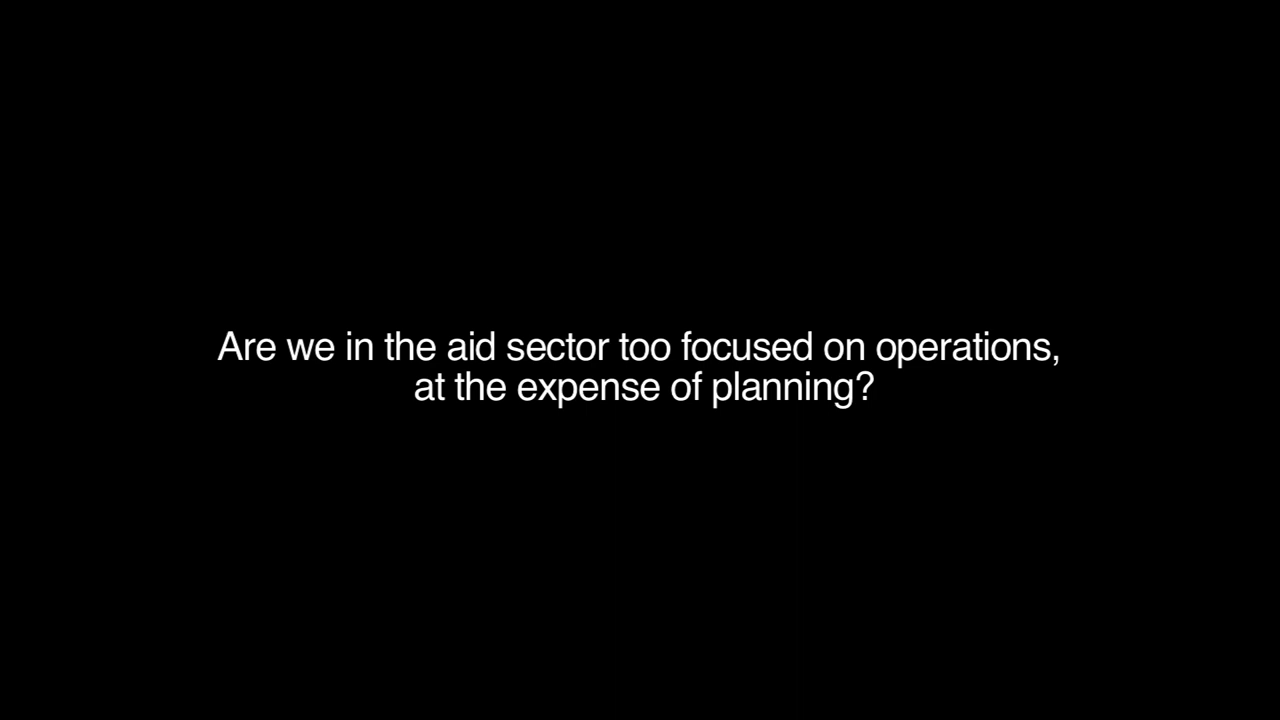 Are we in the aid sector too focused on operations,
at the expense of planning?